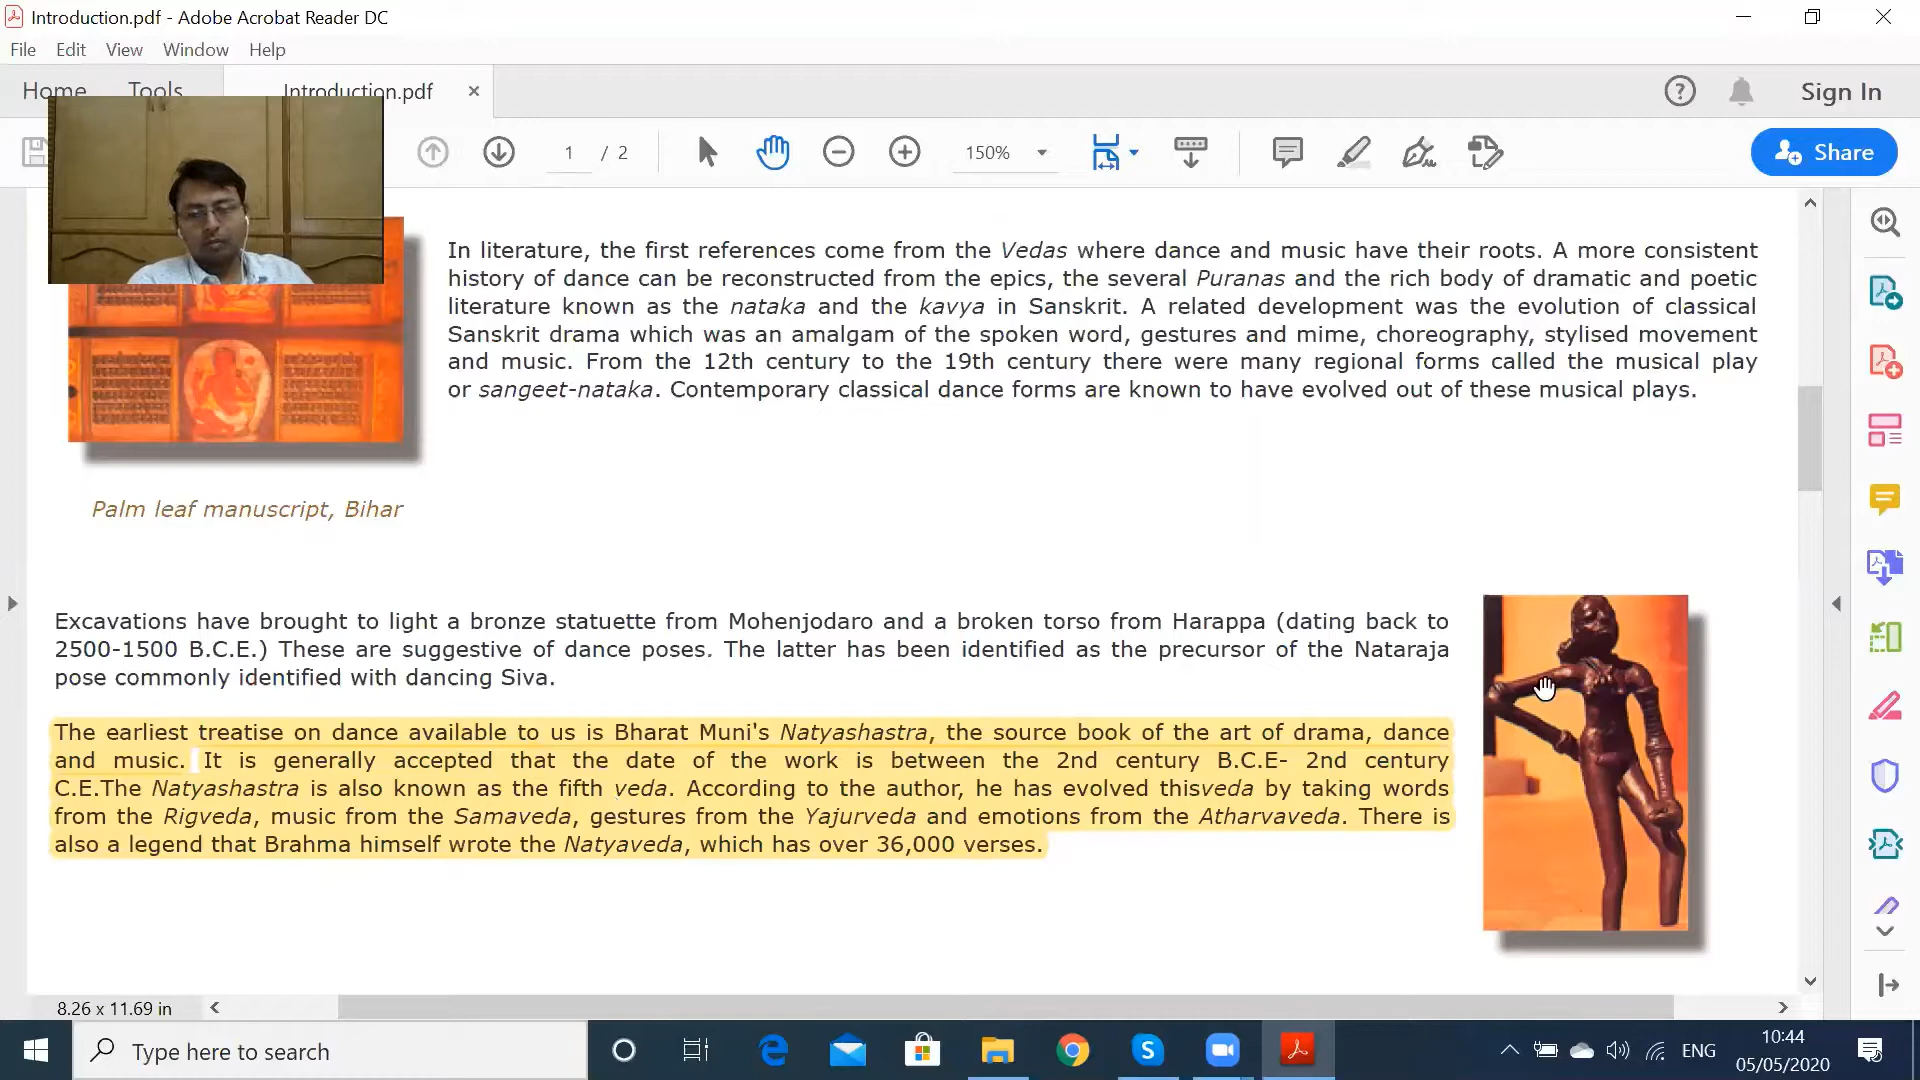 Introduction.pdf - Adobe Acrobat Reader DC
File Edit View Window Help
Home Tools Introduction.pdf Sign In
1 / 2 150% Share
In literature, the first references come from the Vedas where dance and music have their roots. A more consistent
history of dance can be reconstructed from the epics, the several Puranas and the rich body of dramatic and poetic
literature known as the nataka and the kavya in Sanskrit. A related development was the evolution of classical
Sanskrit drama which was an amalgam of the spoken word, gestures and mime, choreography, stylised movement
and music. From the 12th century to the 19th century there were many regional forms called the musical play
or sangeet-nataka. Contemporary classical dance forms are known to have evolved out of these musical plays.
Palm leaf manuscript, Bihar
Excavations have brought to light a bronze statuette from Mohenjodaro and a broken torso from Harappa (dating back to
2500-1500 B.C.E.) These are suggestive of dance poses. The latter has been identified as the precursor of the Nataraja
pose commonly identified with dancing Siva.
The earliest treatise on dance available to us is Bharat Muni's Natyashastra, the source book of the art of drama, dance
and music. It is generally accepted that the date of the work is between the 2nd century B.C.E- 2nd century
C.E.The Natyashastra is also known as the fifth veda. According to the author, he has evolved thisveda by taking words
from the Rigveda, music from the Samaveda, gestures from the Yajurveda and emotions from the Atharvaveda. There is
also a legend that Brahma himself wrote the Natyaveda, which has over 36,000 verses.
8.26 x 11.69 in
Type here to search
ENG
10:44
05/05/2020